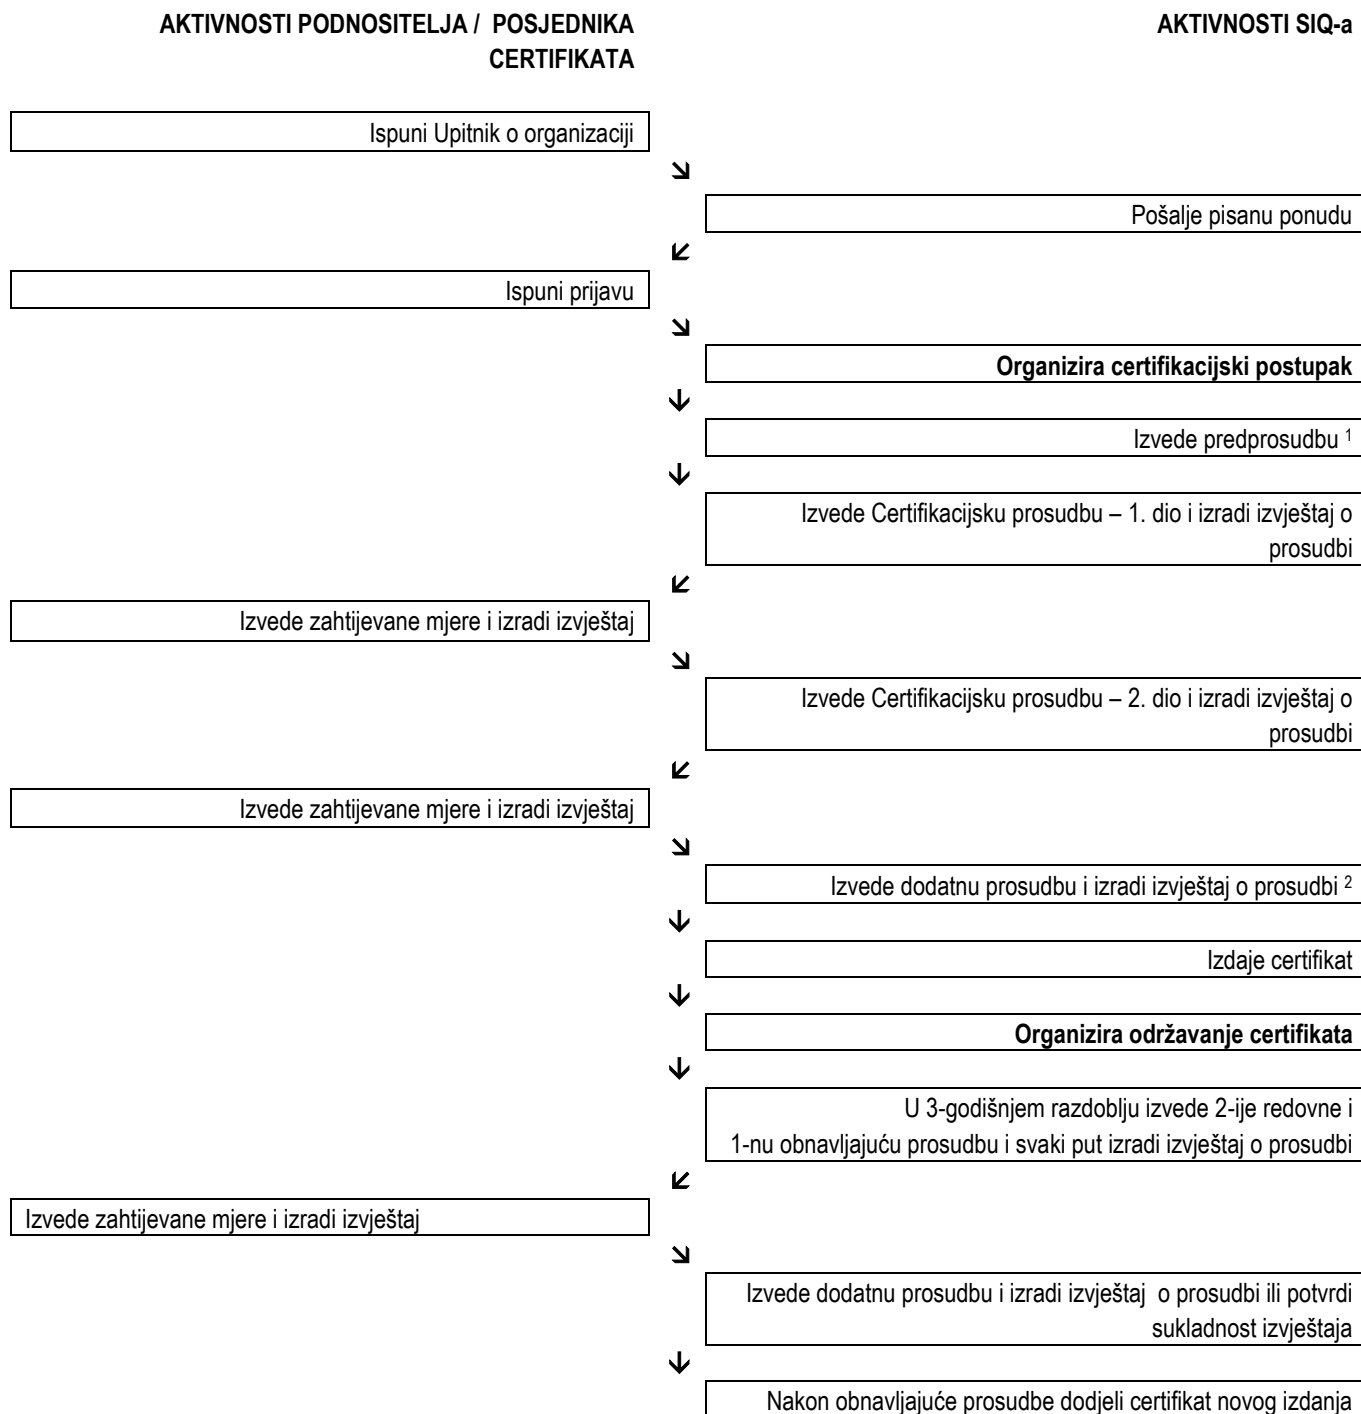 AKTIVNOSTI PODNOSITELJA / POSJEDNIKA
CERTIFIKATA
AKTIVNOSTI SIQ-a
Ispuni Upitnik o organizaciji
Pošalje pisanu ponudu
Ispuni prijavu
Organizira certifikacijski postupak
Izvede predprosudbu 1
Izvede Certifikacijsku prosudbu – 1. dio i izradi izvještaj o
prosudbi
Izvede zahtijevane mjere i izradi izvještaj
Izvede Certifikacijsku prosudbu – 2. dio i izradi izvještaj o
prosudbi
Izvede zahtijevane mjere i izradi izvještaj
Izvede dodatnu prosudbu i izradi izvještaj o prosudbi 2
Izdaje certifikat
Organizira održavanje certifikata
U 3-godišnjem razdoblju izvede 2-ije redovne i
1-nu obnavljajuću prosudbu i svaki put izradi izvještaj o prosudbi
Izvede zahtijevane mjere i izradi izvještaj
Izvede dodatnu prosudbu i izradi izvještaj o prosudbi ili potvrdi
sukladnost izvještaja
Nakon obnavljajuće prosudbe dodjeli certifikat novog izdanja